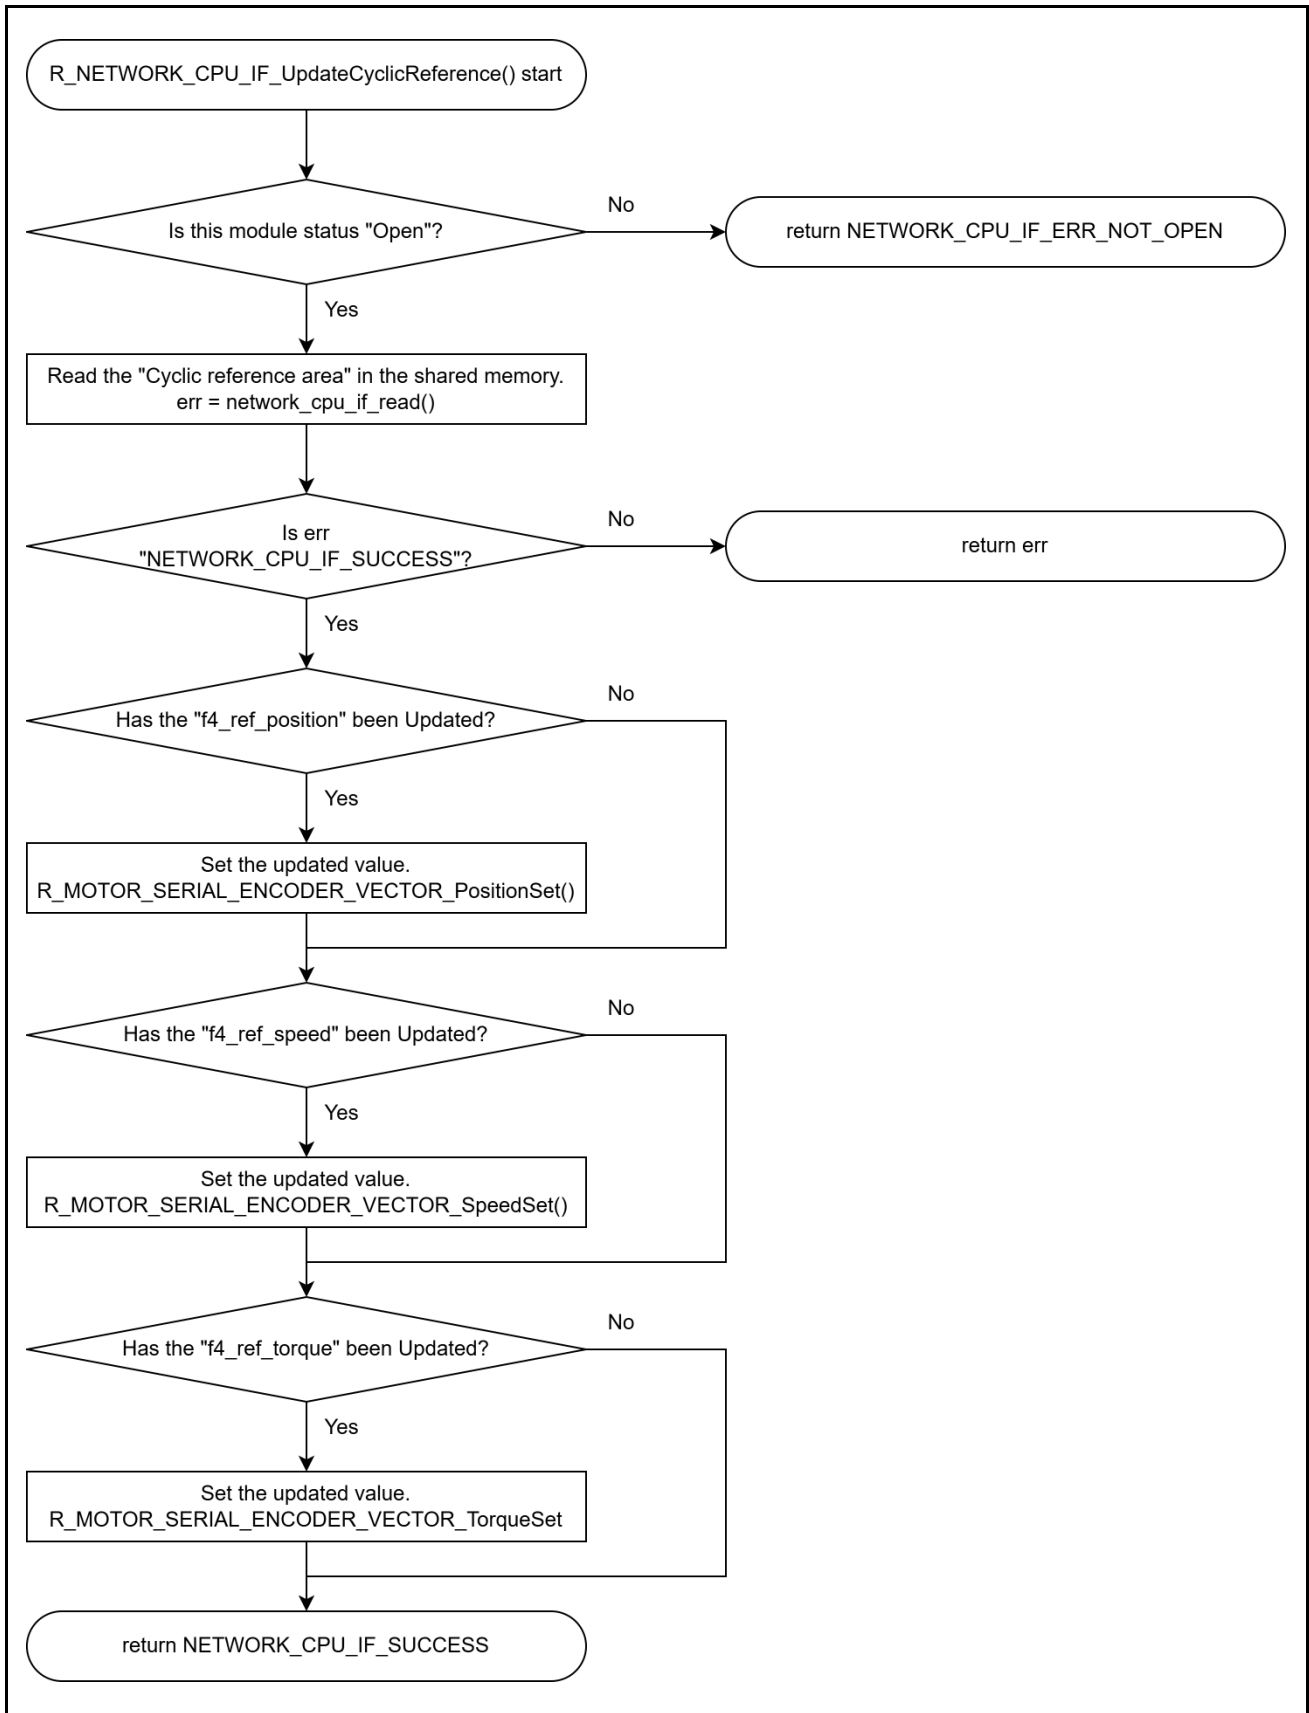 R_NETWORK_CPU_IF_UpdateCyclicReference() start
Is this module status "Open"?
No
return NETWORK_CPU_IF_ERR_NOT_OPEN
Yes
Read the "Cyclic reference area" in the shared memory.
err = network_cpu_if_read()
Is err
"NETWORK_CPU_IF_SUCCESS"?
No
return err
Yes
Has the "f4_ref_position" been Updated?
No
Yes
Set the updated value.
R_MOTOR_SERIAL_ENCODER_VECTOR_PositionSet()
Has the "f4_ref_speed" been Updated?
No
Yes
Set the updated value.
R_MOTOR_SERIAL_ENCODER_VECTOR_SpeedSet()
Has the "f4_ref_torque" been Updated?
No
Yes
Set the updated value.
R_MOTOR_SERIAL_ENCODER_VECTOR_TorqueSet
return NETWORK_CPU_IF_SUCCESS